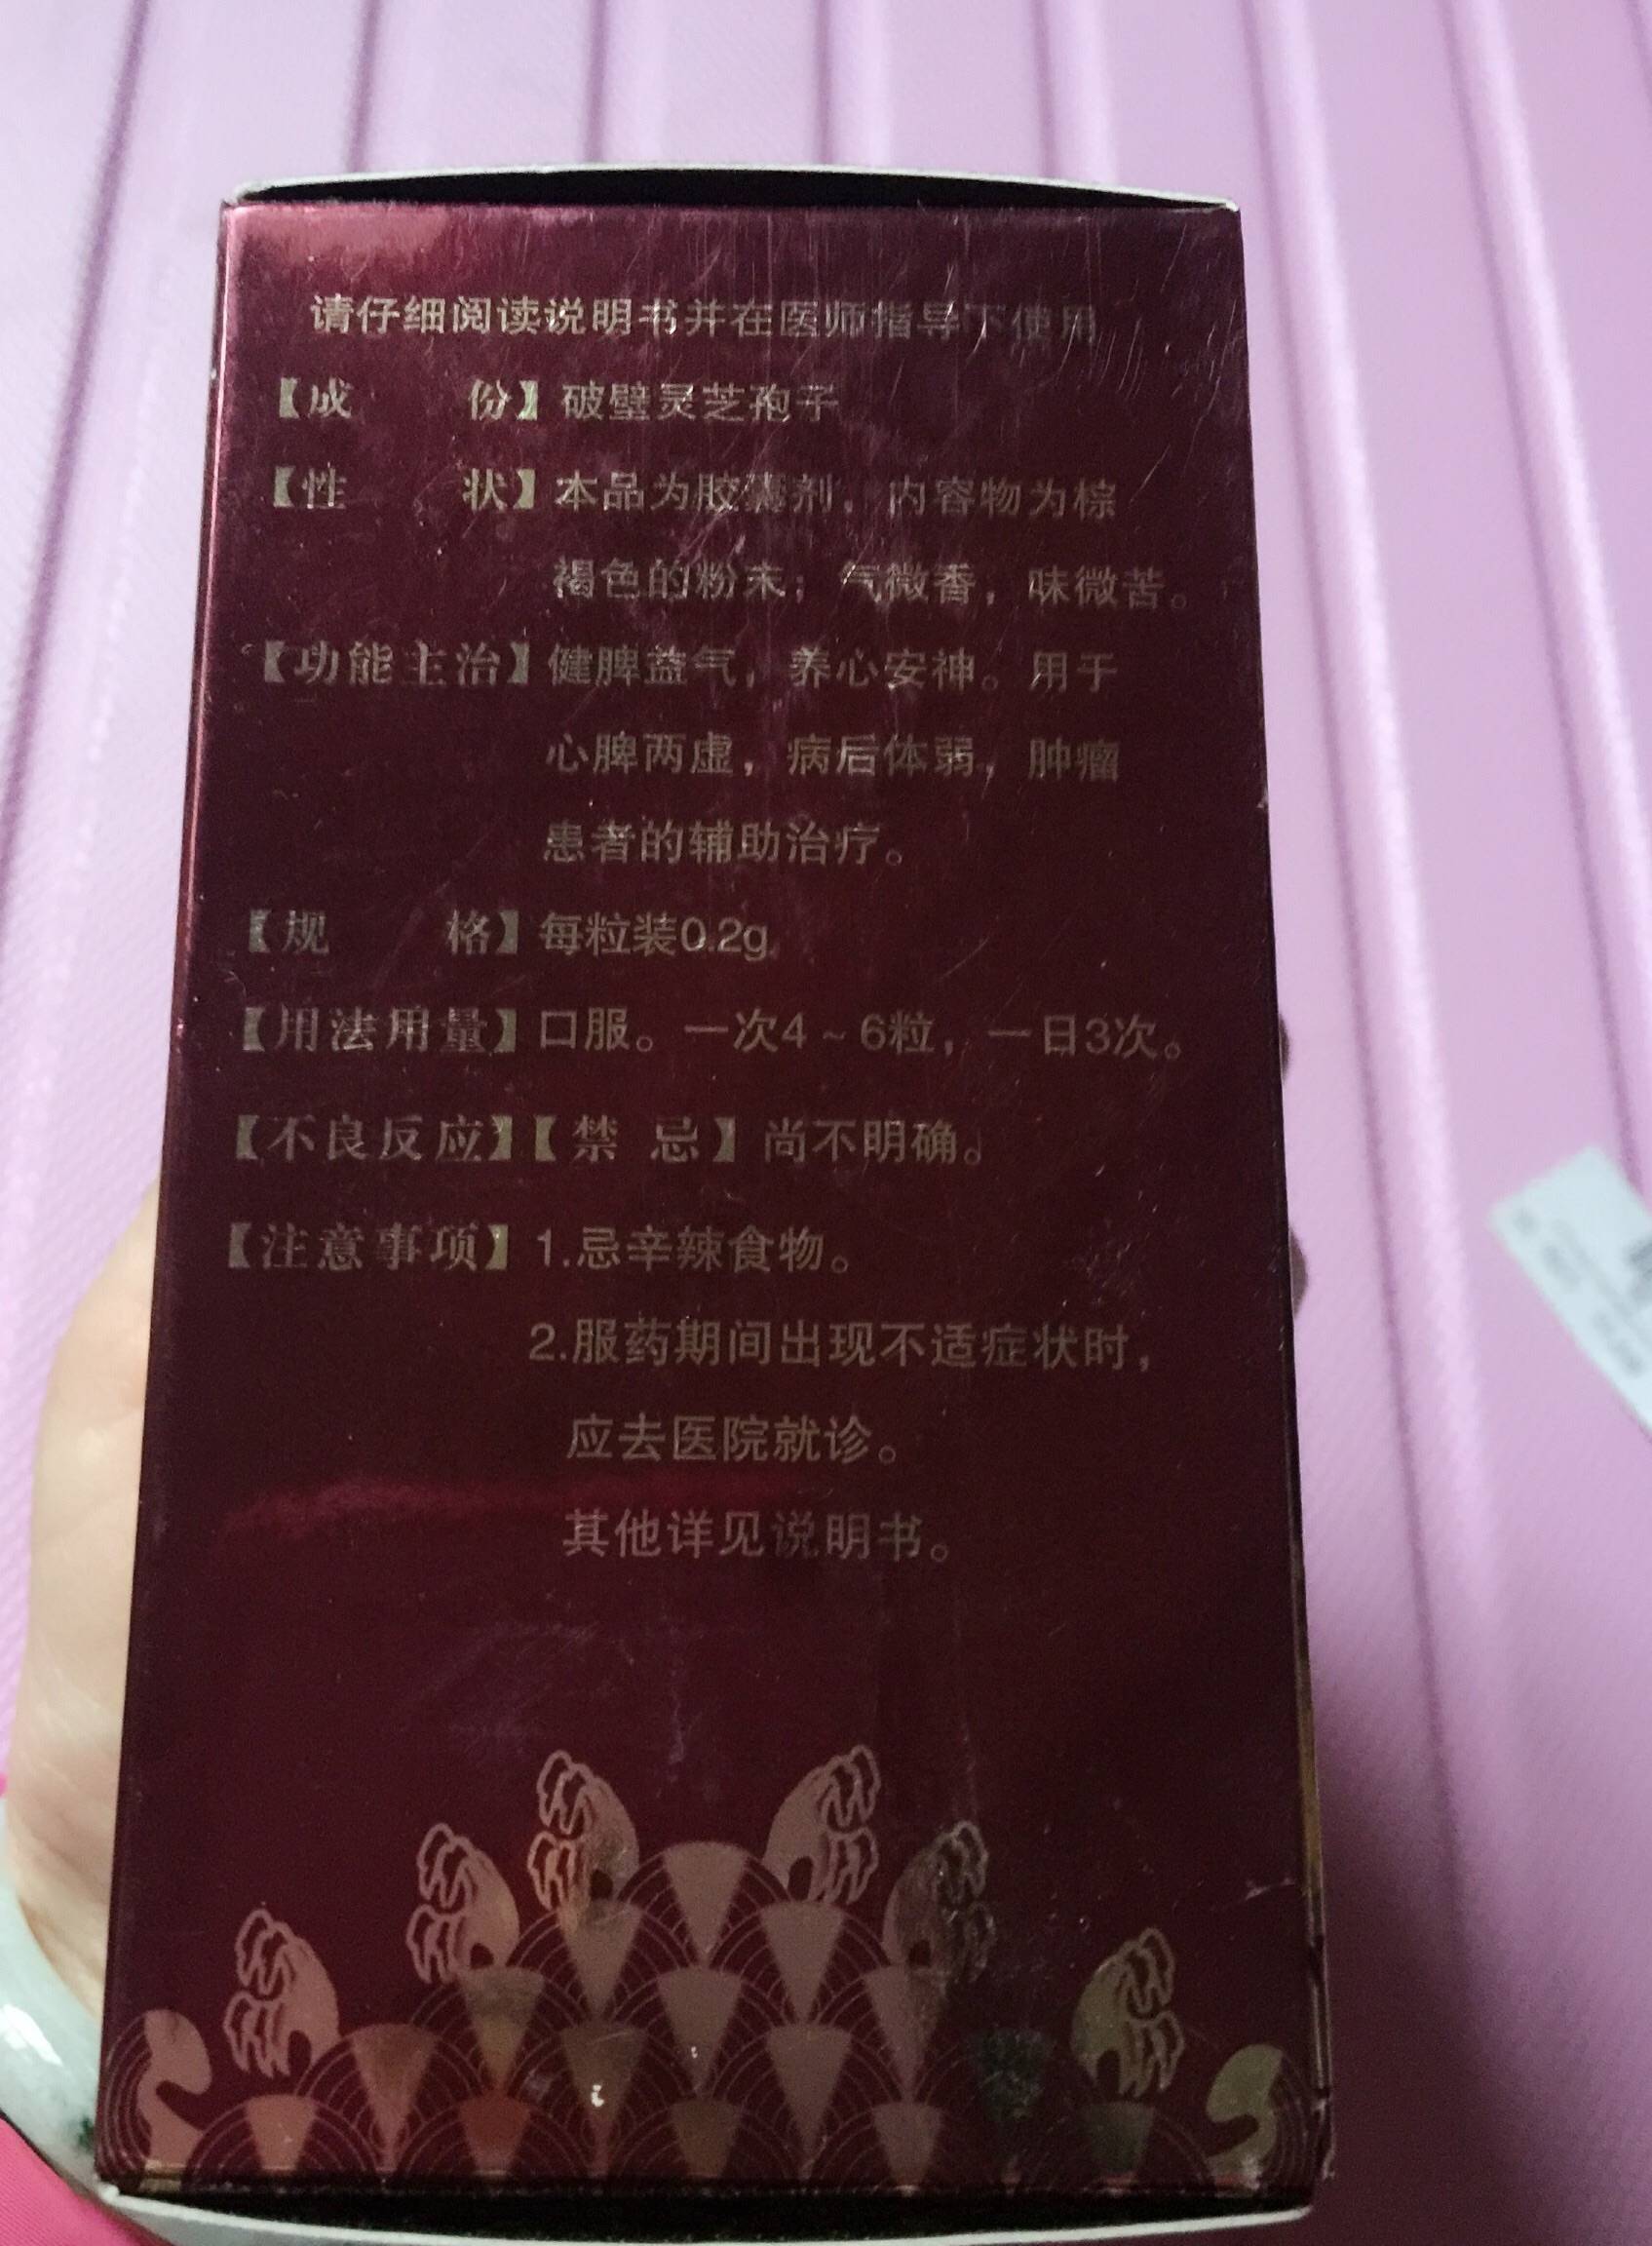 请仔细阅读说明书并在医师指导下使用
【成 份】破壁灵芝孢子
【性 状】本品为胶囊剂，内容物为棕
褐色的粉末；气微香，味微苦。
【功能主治】健脾益气，养心安神。用于
心脾两虚，病后体弱，肿瘤
患者的辅助治疗。
【规 格】每粒装0.2g。
【用法用量】口服。一次4～6粒，一日3次。
【不良反应】【禁 忌】尚不明确。
【注意事项】1.忌辛辣食物。
2.服药期间出现不适症状时，
应去医院就诊。
其他详见说明书。